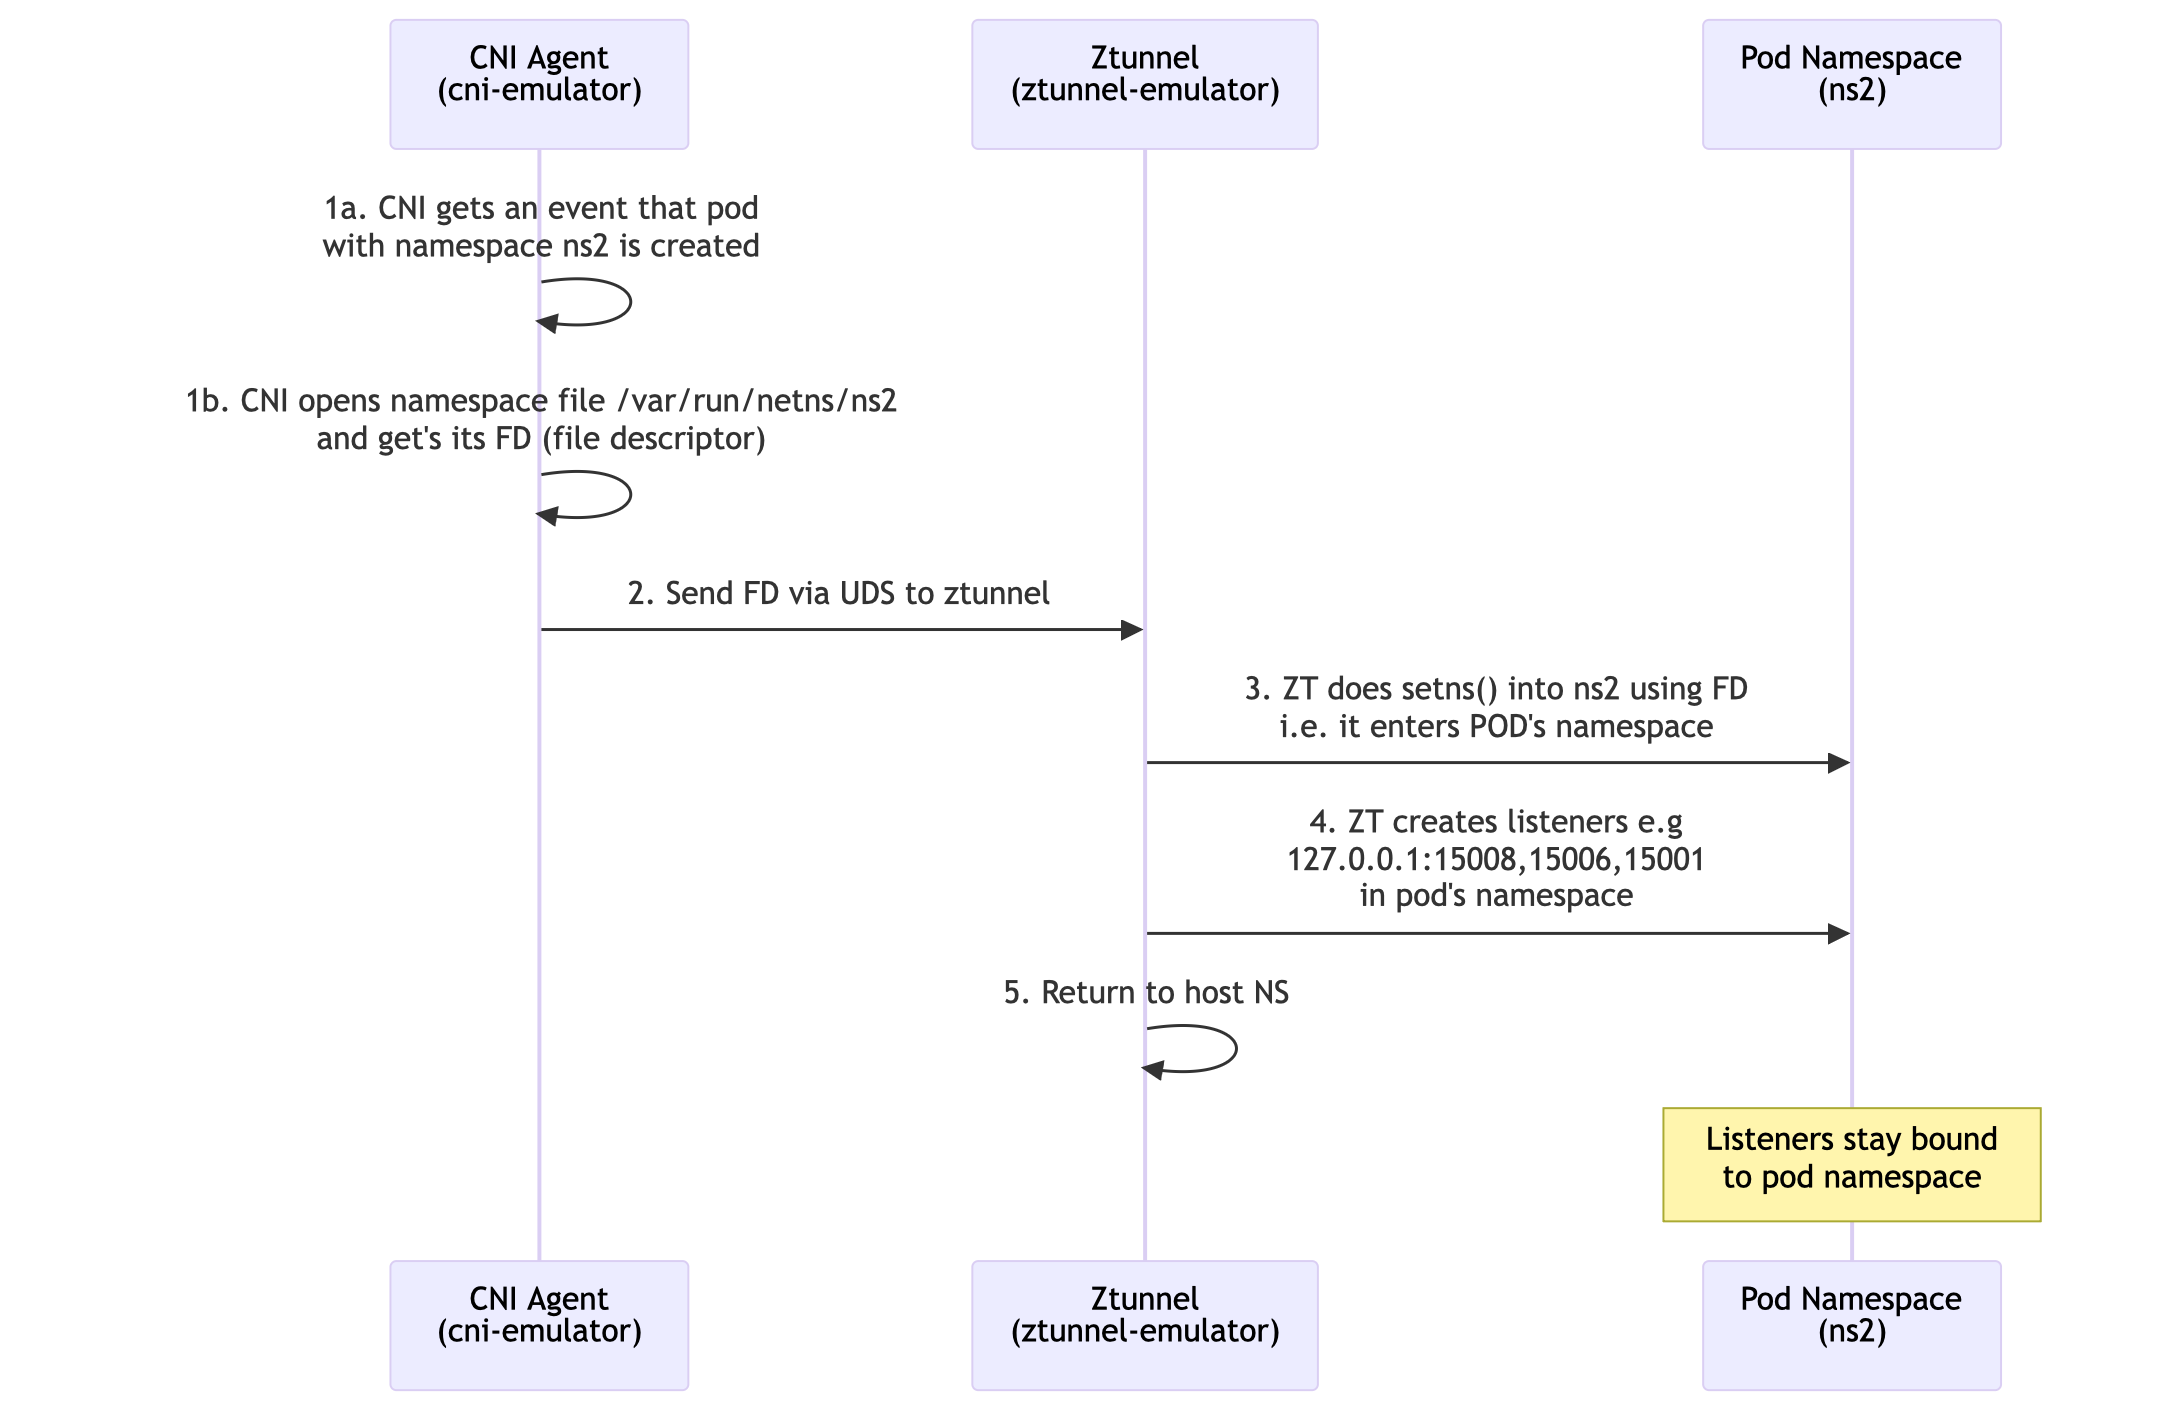 CNI Agent
(cni-emulator)
Ztunnel
(ztunnel-emulator)
Pod Namespace
(ns2)
1a. CNI gets an event that pod
with namespace ns2 is created
1b. CNI opens namespace file /var/run/netns/ns2
and get's its FD (file descriptor)
2. Send FD via UDS to ztunnel
3. ZT does setns() into ns2 using FD
i.e. it enters POD's namespace
4. ZT creates listeners e.g
127.0.0.1:15008,15006,15001
in pod's namespace
5. Return to host NS
Listeners stay bound
to pod namespace
CNI Agent
(cni-emulator)
Ztunnel
(ztunnel-emulator)
Pod Namespace
(ns2)